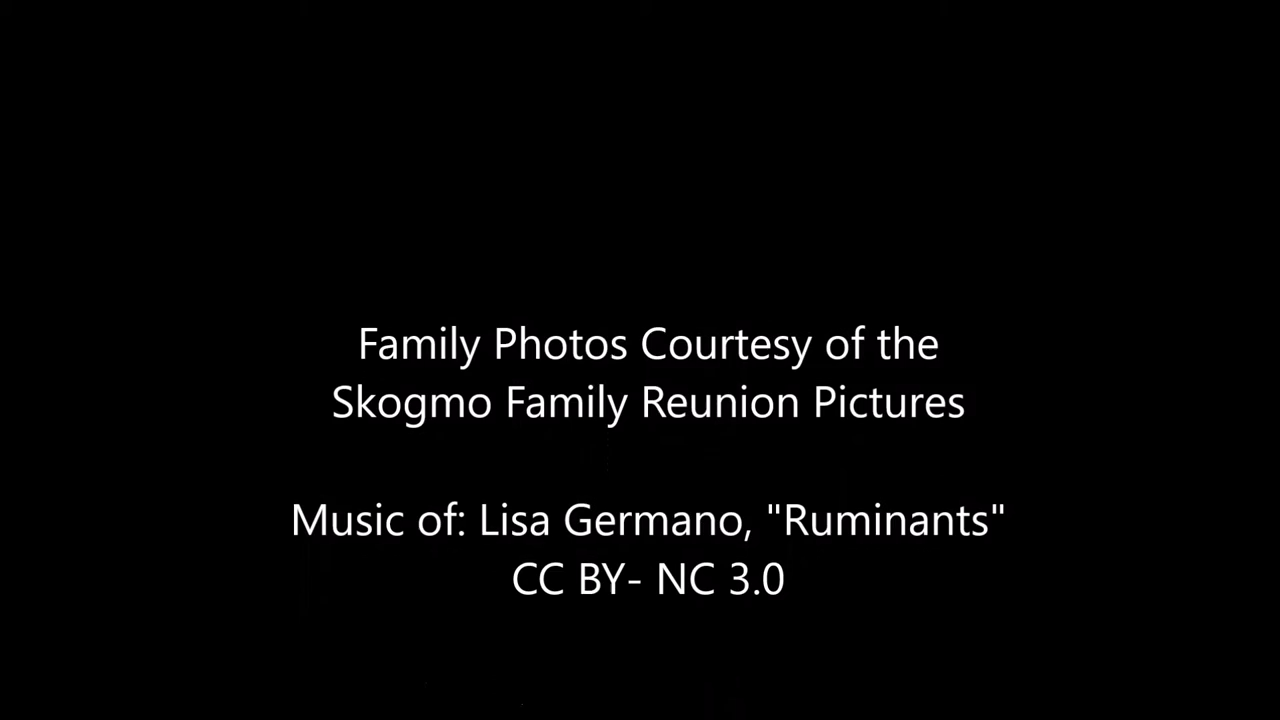 Family Photos Courtesy of the
Skogmo Family Reunion Pictures
Music of: Lisa Germano, "Ruminants"
CC BY- NC 3.0